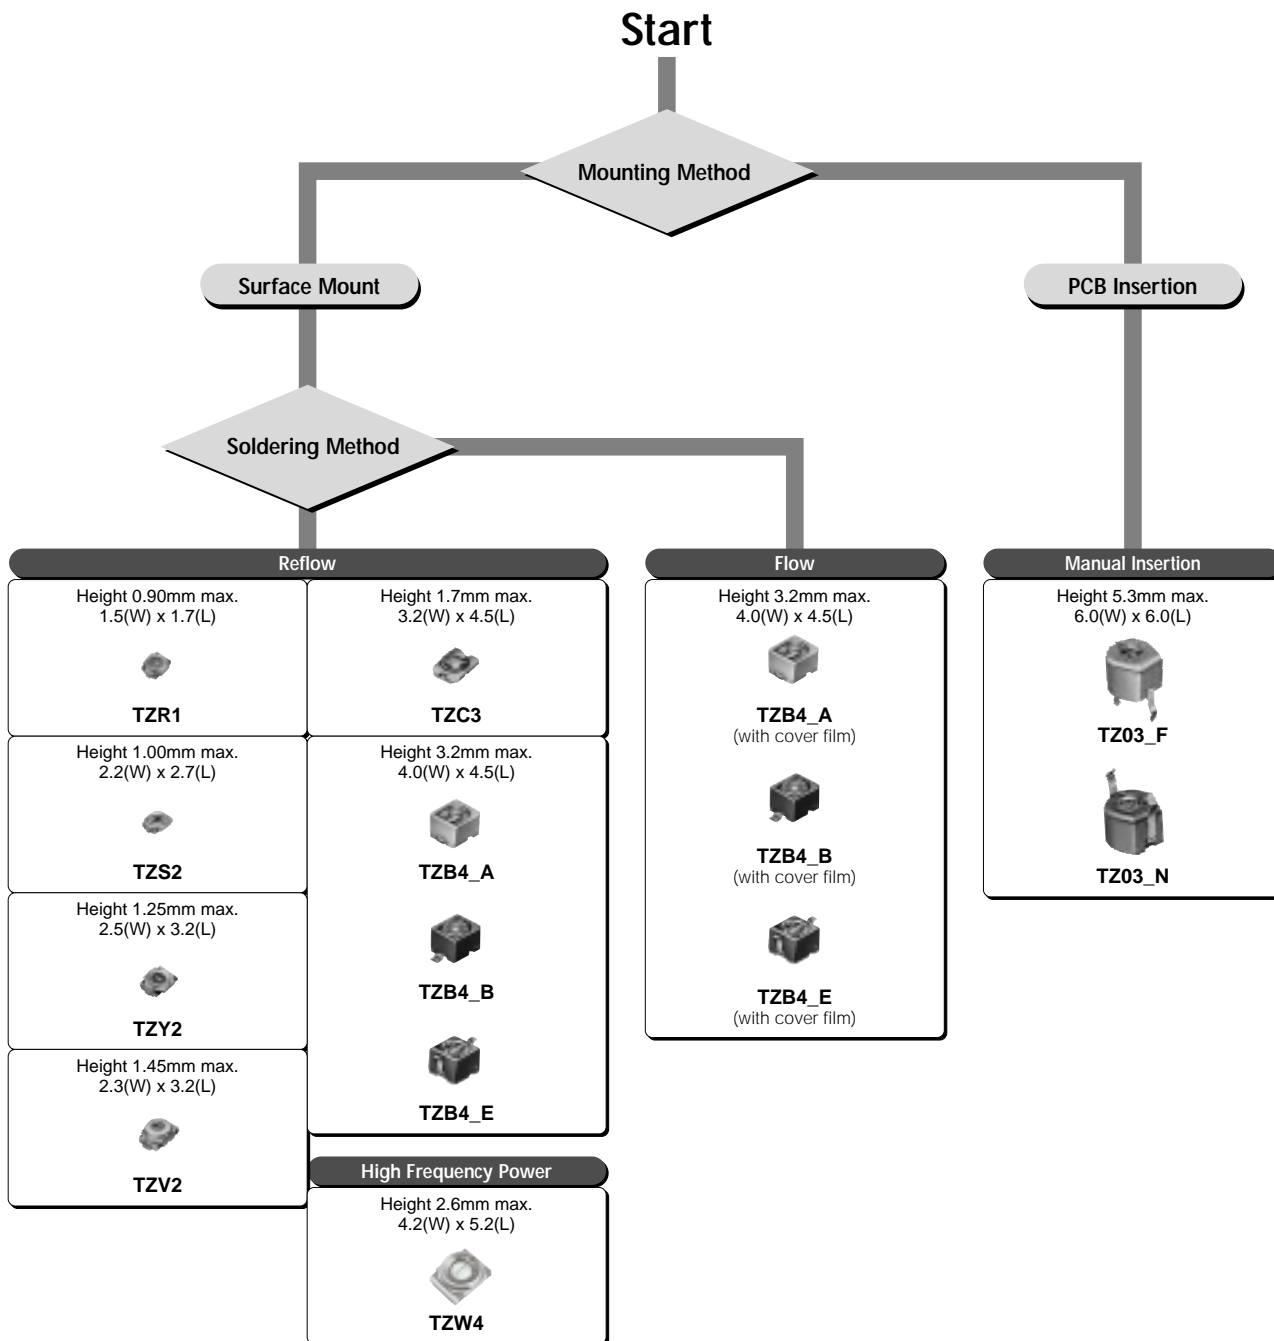 Start
Mounting Method
Surface Mount
PCB Insertion
Soldering Method
Reflow
Height 0.90mm max.
1.5(W) x 1.7(L)
TZR1
Height 1.00mm max.
2.2(W) x 2.7(L)
TZS2
Height 1.25mm max.
2.5(W) x 3.2(L)
TZY2
Height 1.45mm max.
2.3(W) x 3.2(L)
TZV2
Height 1.7mm max.
3.2(W) x 4.5(L)
TZC3
Height 3.2mm max.
4.0(W) x 4.5(L)
TZB4_A
TZB4_B
TZB4_E
High Frequency Power
Height 2.6mm max.
4.2(W) x 5.2(L)
TZW4
Flow
Height 3.2mm max.
4.0(W) x 4.5(L)
TZB4_A
(with cover film)
TZB4_B
(with cover film)
TZB4_E
(with cover film)
Manual Insertion
Height 5.3mm max.
6.0(W) x 6.0(L)
TZ03_F
TZ03_N